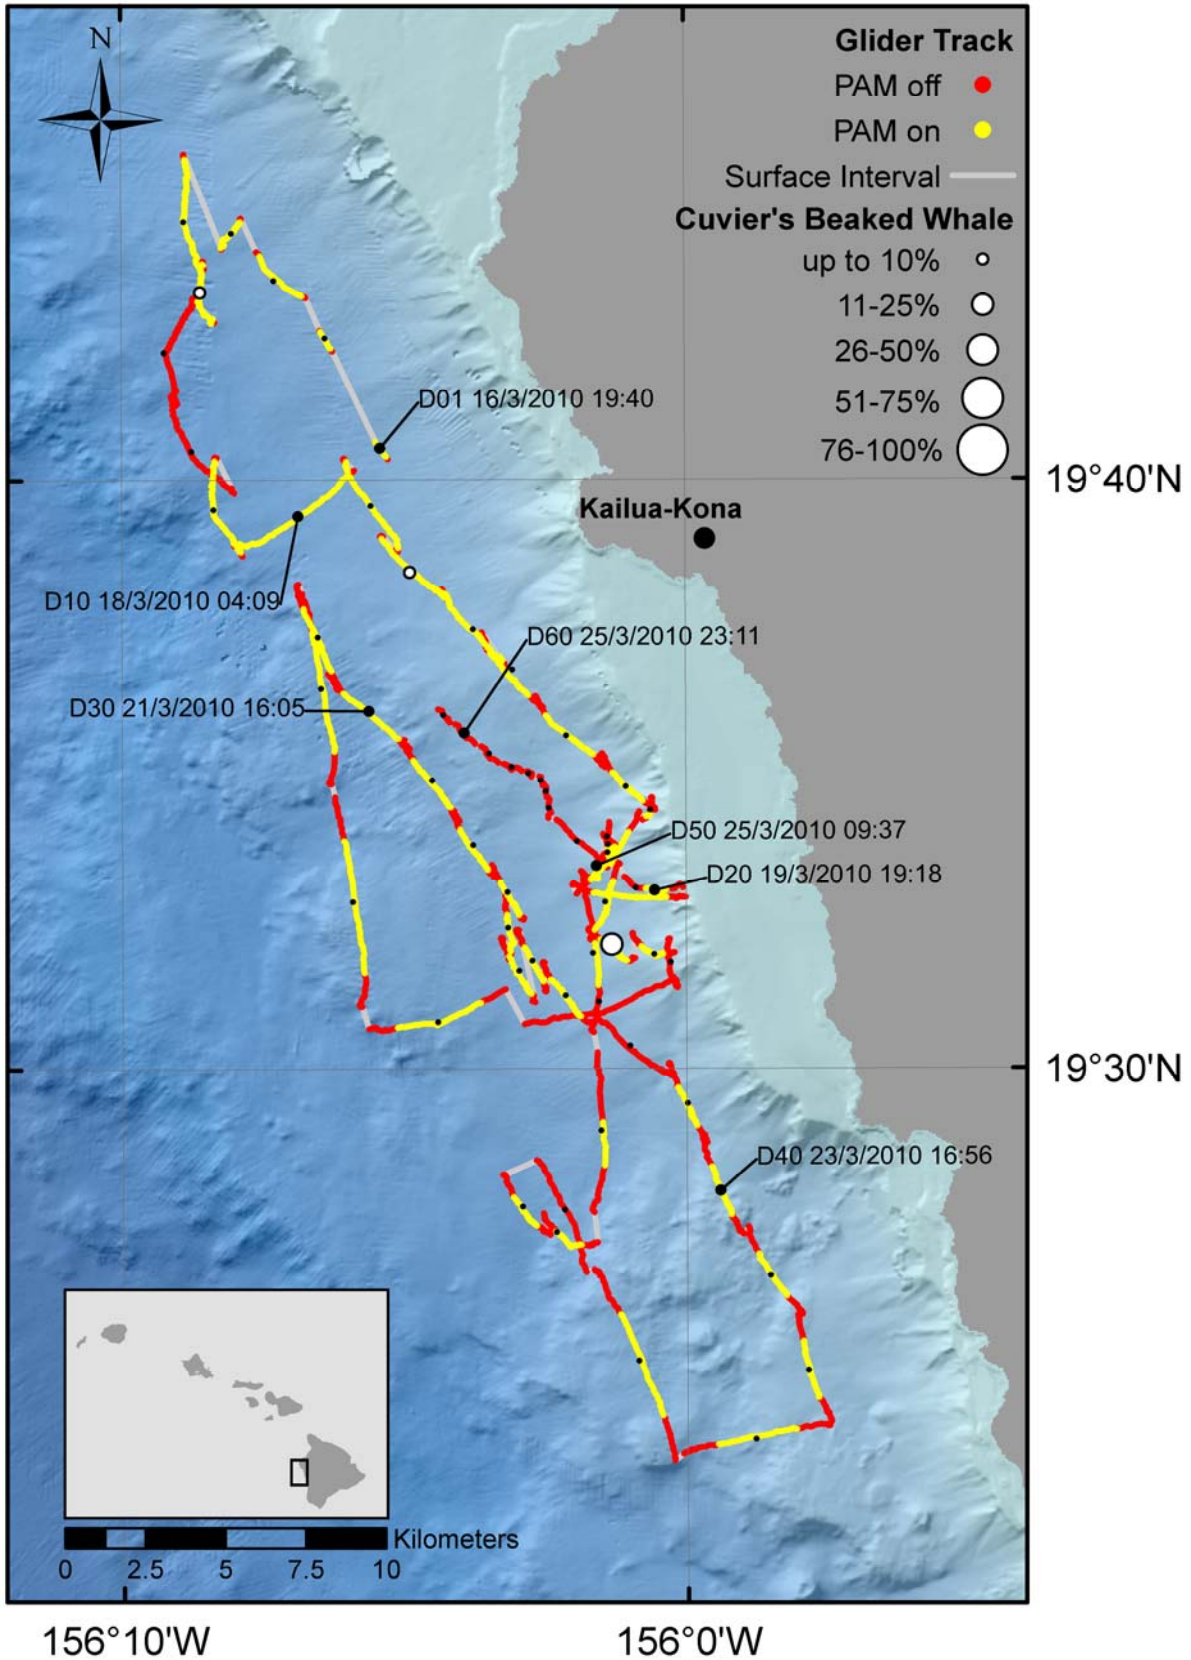 N
Glider Track
PAM off
PAM on
Surface Interval
Cuvier's Beaked Whale
up to 10%
11-25%
26-50%
51-75%
76-100%
D01 16/3/2010 19:40
19°40'N
Kailua-Kona
D10 18/3/2010 04:09
D60 25/3/2010 23:11
D30 21/3/2010 16:05
D50 25/3/2010 09:37
D20 19/3/2010 19:18
19°30'N
D40 23/3/2010 16:56
Kilometers
0 2.5 5 7.5 10
156°10'W 156°0'W